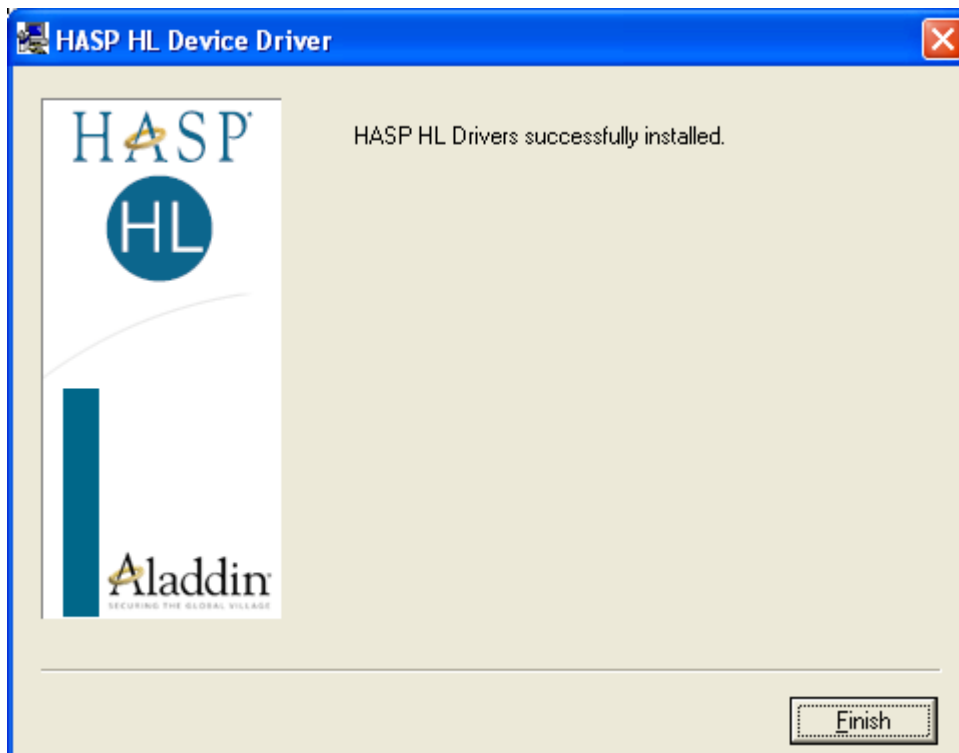 HASP HL Device Driver
HASP
HL
HASP HL Drivers successfully installed.
Aladdin
SECURING THE GLOBAL VILLAGE
Finish